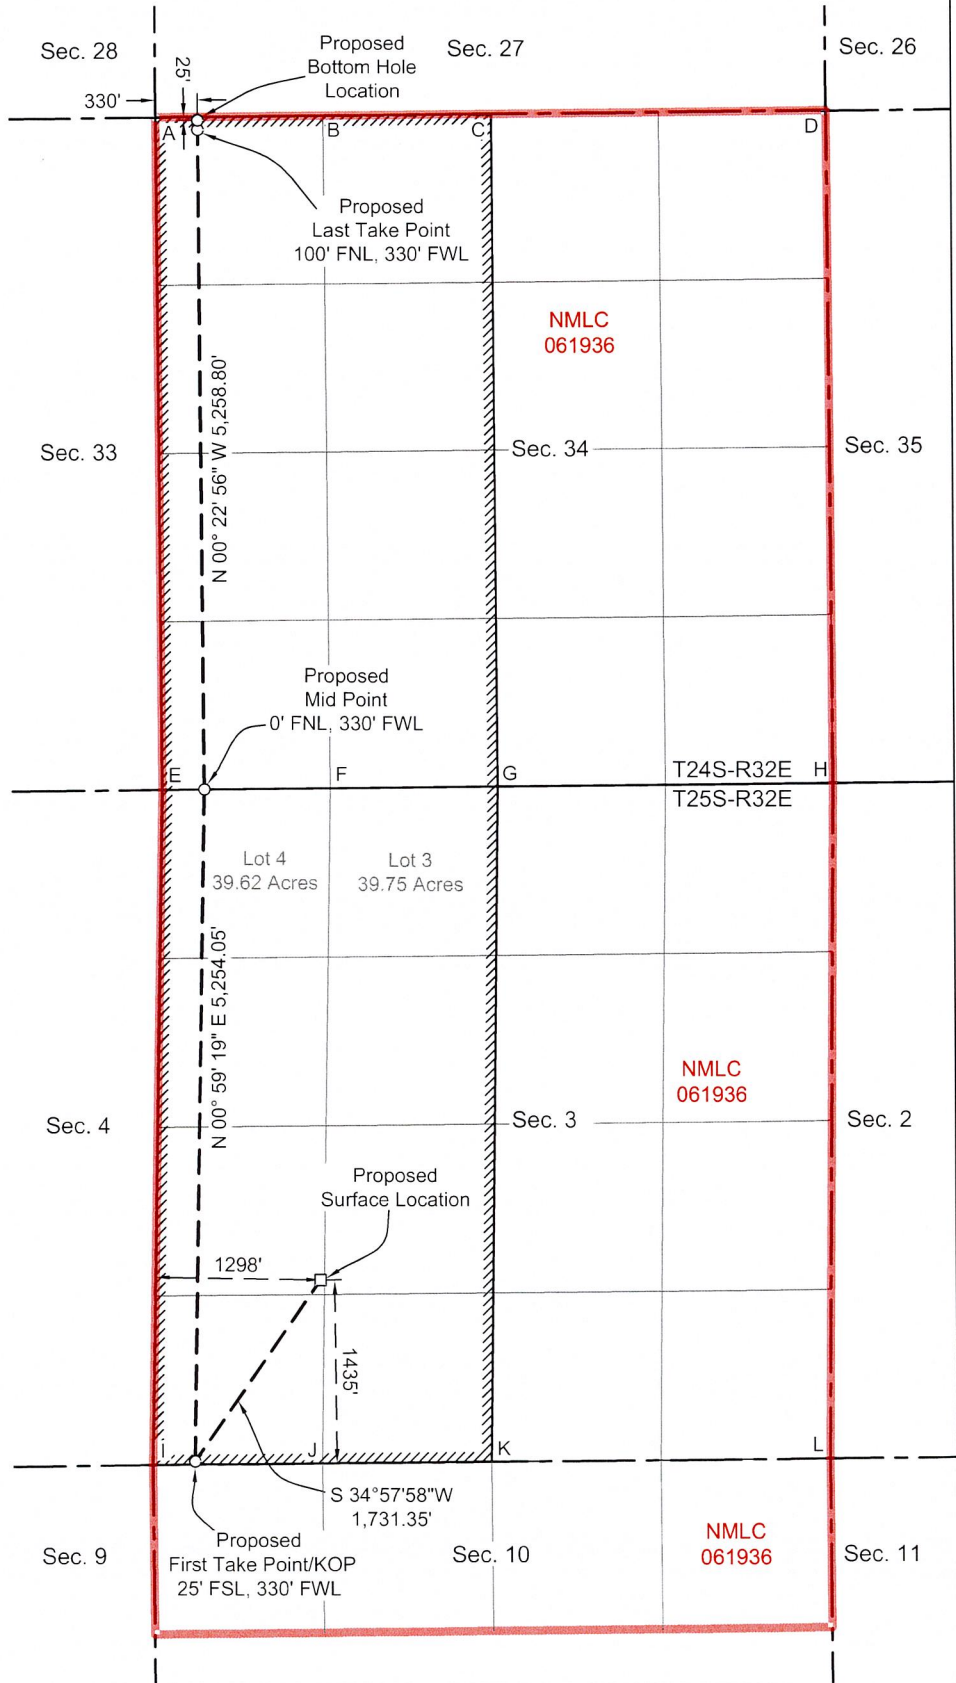 Sec. 28
Proposed
Bottom Hole
Location
Sec. 27
Sec. 26
25'
330'
A
B
C
D
Proposed
Last Take Point
100' FNL, 330' FWL
NMLC
061936
N 00° 22' 56" W 5,258.80'
Sec. 33
Sec. 34
Sec. 35
Proposed
Mid Point
0' FNL, 330' FWL
E
F
G
T24S-R32E
H
T25S-R32E
Lot 4
39.62 Acres
Lot 3
39.75 Acres
N 00° 59' 19" E 5,254.05'
NMLC
061936
Sec. 4
Sec. 3
Sec. 2
Proposed
Surface Location
1298'
1435'
I
J
K
L
S 34°57'58"W
1,731.35'
Proposed
First Take Point/KOP
25' FSL, 330' FWL
Sec. 9
Sec. 10
NMLC
061936
Sec. 11